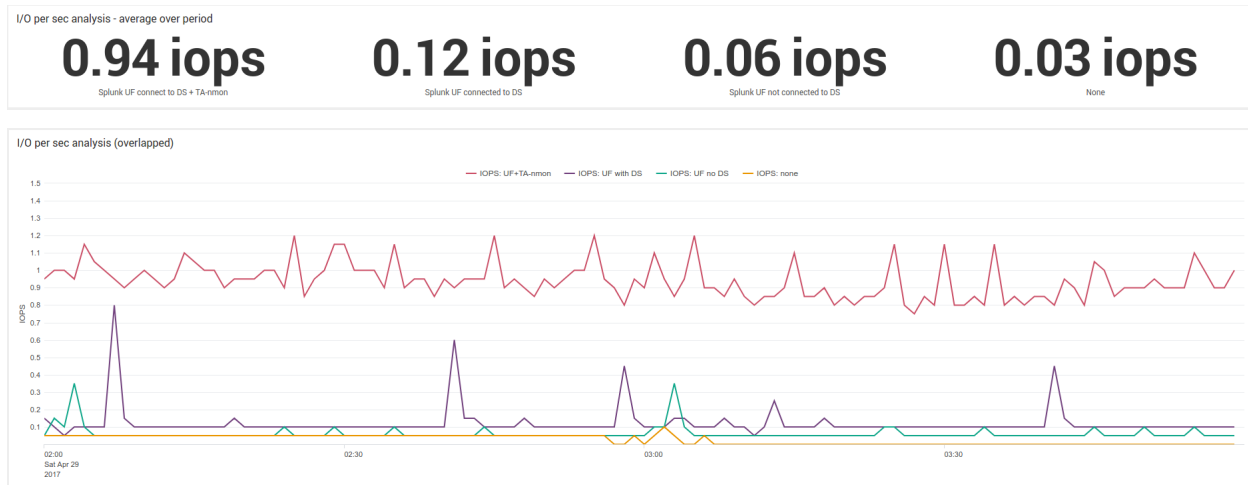 I/O per sec analysis - average over period
0.94 iops 0.12 iops 0.06 iops 0.03 iops
Splunk UF connect to DS + TA-nmon Splunk UF connected to DS Splunk UF not connected to DS None
I/O per sec analysis (overlapped)
IOPS: UF+TA-nmon IOPS: UF with DS IOPS: UF no DS IOPS: none
1.5
1.4
1.3
1.2
1.1
1
0.9
0.8
0.7
0.6
0.5
0.4
0.3
0.2
0.1
IOPS
02:00 02:30 03:00 03:30
Sat Apr 29
2017